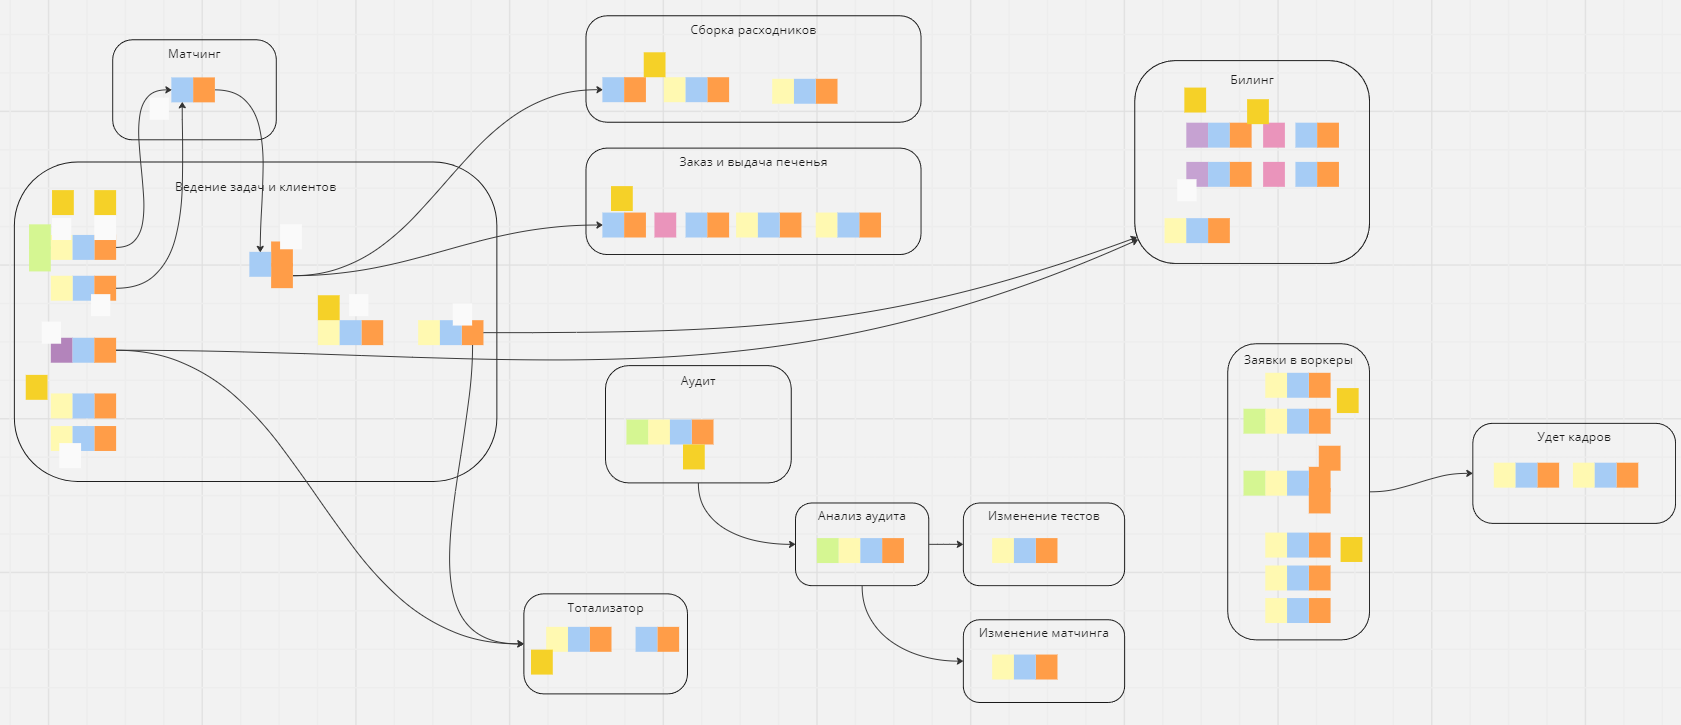 Матчинг
Сборка расходников
Билинг
Ведение задач и клиентов
Заказ и выдача печенья
Аудит
Заявки в воркеры
Удет кадров
Анализ аудита
Изменение тестов
Тотализатор
Изменение матчинга